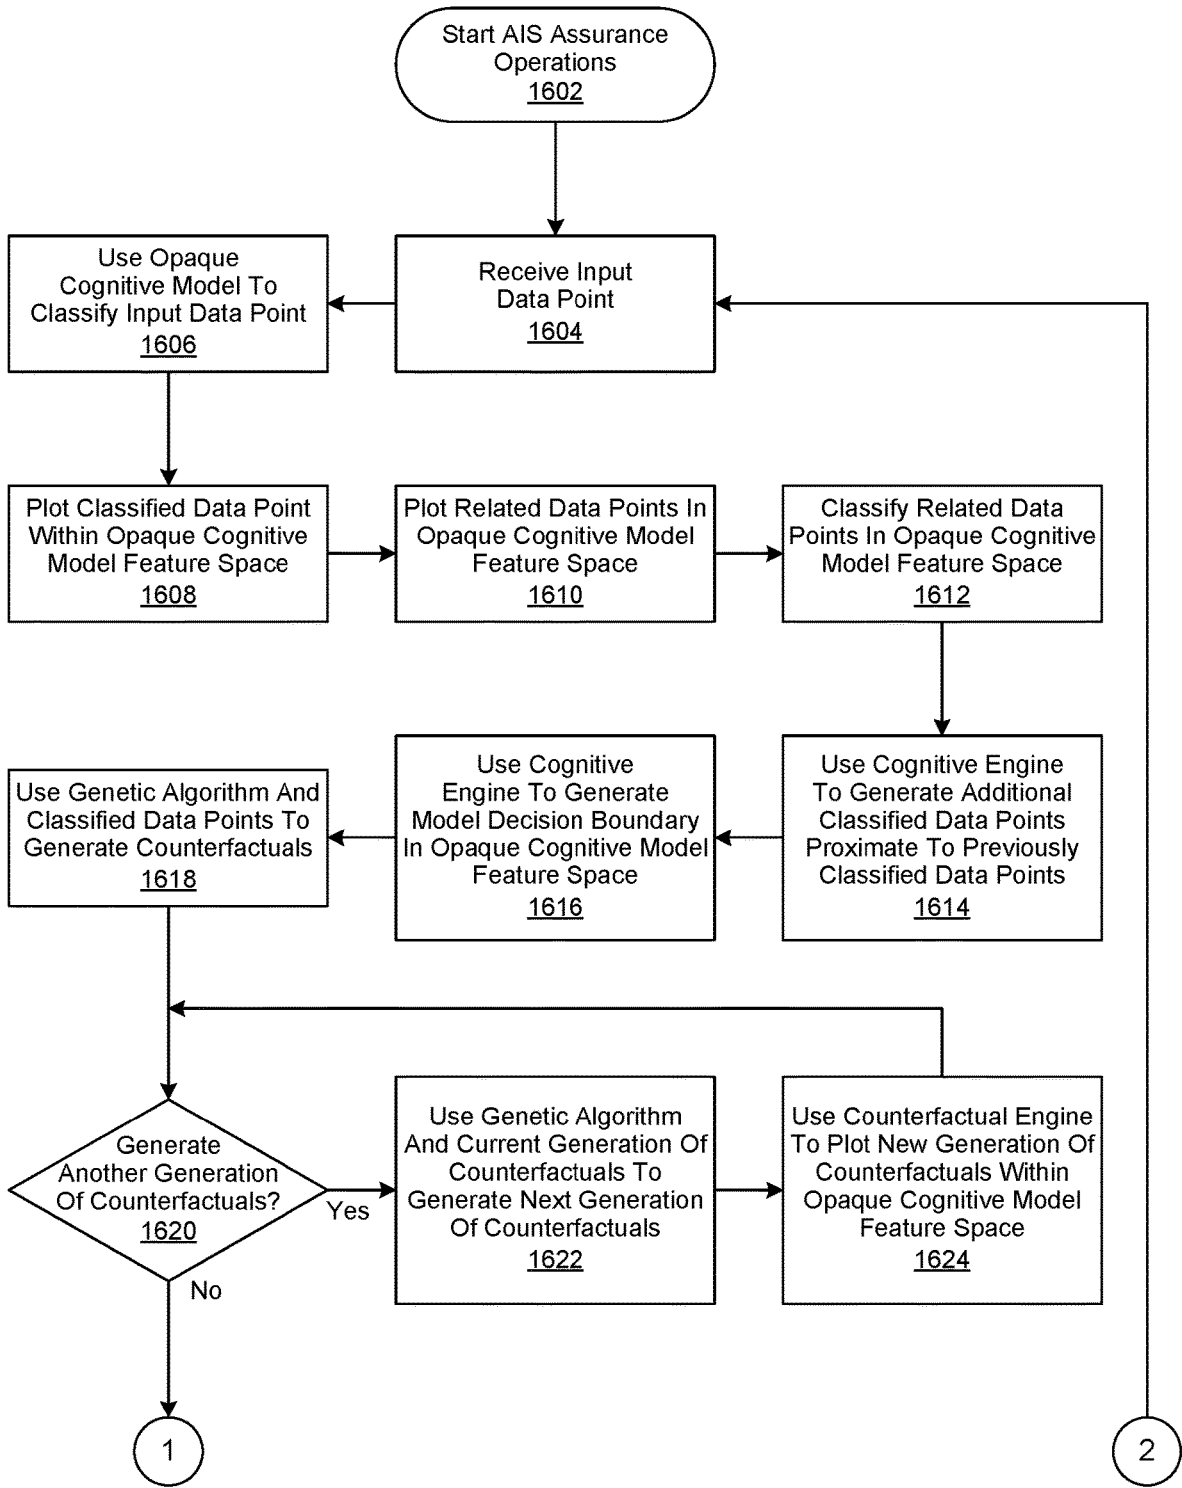 Start AIS Assurance
Operations
1602
Receive Input
Data Point
1604
Use Opaque
Cognitive Model To
Classify Input Data Point
1606
Plot Classified Data Point
Within Opaque Cognitive
Model Feature Space
1608
Plot Related Data Points In
Opaque Cognitive Model
Feature Space
1610
Classify Related Data
Points In Opaque Cognitive
Model Feature Space
1612
Use Cognitive Engine
To Generate Additional
Classified Data Points
Proximate To Previously
Classified Data Points
1614
Use Cognitive
Engine To Generate
Model Decision Boundary
In Opaque Cognitive Model
Feature Space
1616
Use Genetic Algorithm And
Classified Data Points To
Generate Counterfactuals
1618
Generate
Another Generation
Of Counterfactuals?
1620
Yes
No
Use Genetic Algorithm
And Current Generation Of
Counterfactuals To
Generate Next Generation
Of Counterfactuals
1622
Use Counterfactual Engine
To Plot New Generation Of
Counterfactuals Within
Opaque Cognitive Model
Feature Space
1624
1
2